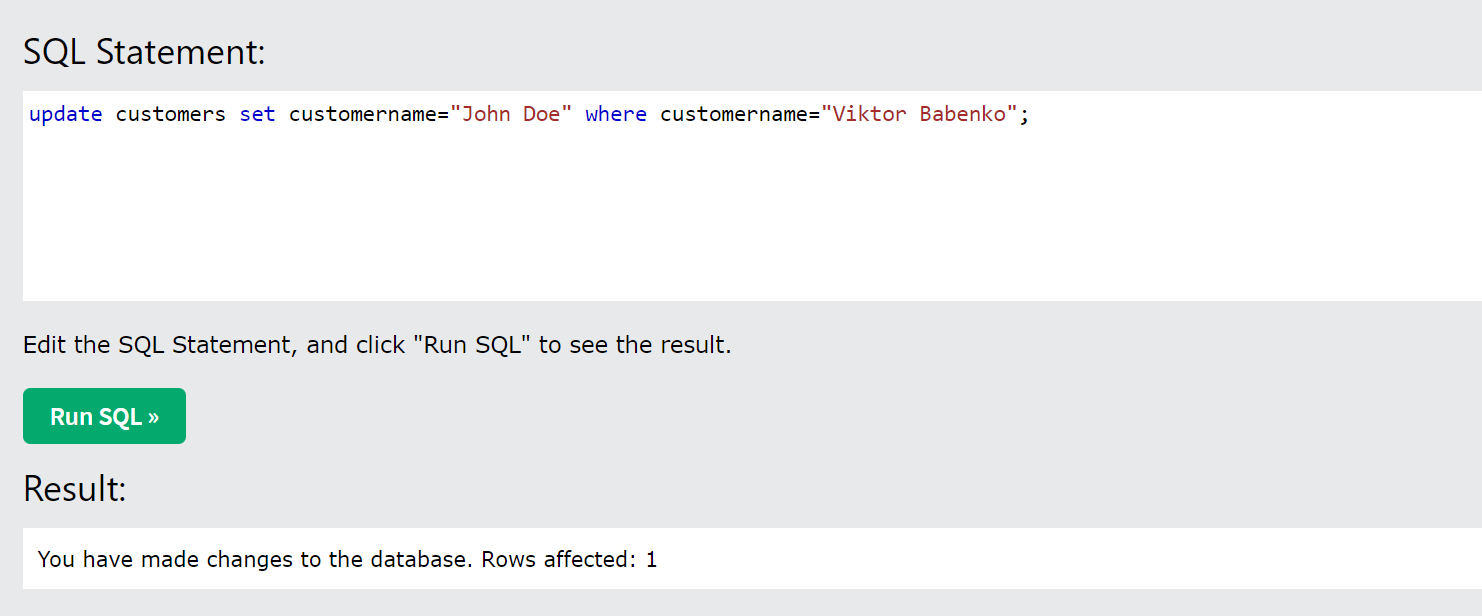 SQL Statement:
update customers set customername="John Doe" where customername="Viktor Babenko";
Edit the SQL Statement, and click "Run SQL" to see the result.
Run SQL »
Result:
You have made changes to the database. Rows affected: 1